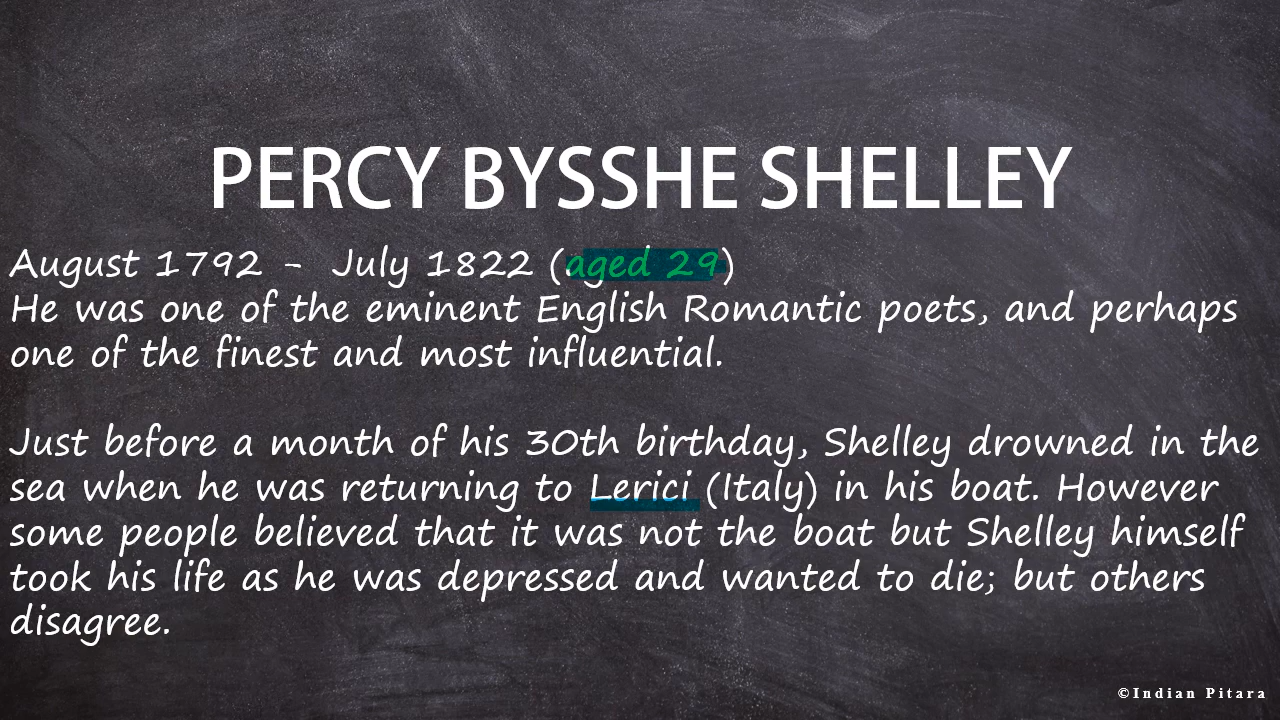 PERCY BYSSHE SHELLEY
August 1792 - July 1822 (aged 29)
He was one of the eminent English Romantic poets, and perhaps
one of the finest and most influential.
Just before a month of his 30th birthday, Shelley drowned in the
sea when he was returning to Lerici (Italy) in his boat. However
some people believed that it was not the boat but Shelley himself
took his life as he was depressed and wanted to die; but others
disagree.
©Indian Pitara